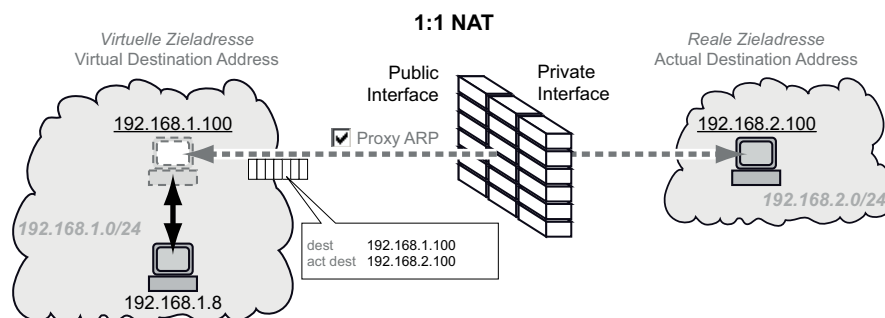 1:1 NAT
Virtuelle Zieladresse
Virtual Destination Address
Public
Interface
Private
Interface
Reale Zieladresse
Actual Destination Address
192.168.1.100
Proxy ARP
192.168.2.100
192.168.1.0/24
192.168.2.0/24
dest 192.168.1.100
act dest 192.168.2.100
192.168.1.8